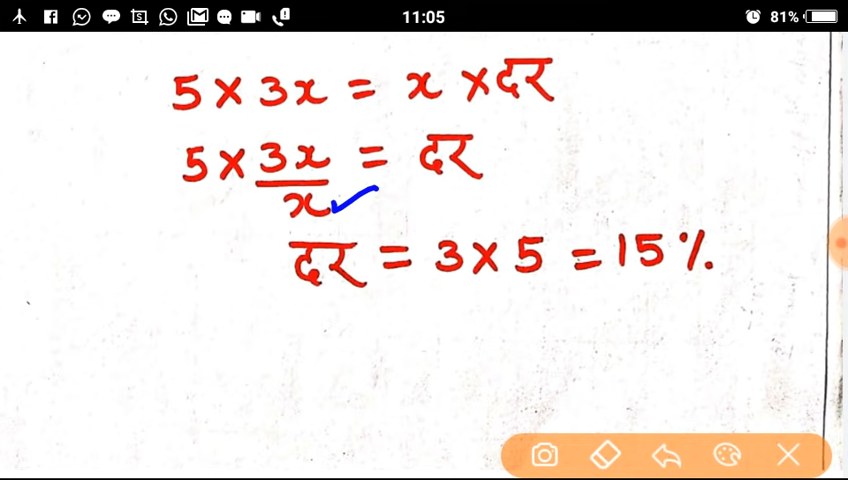 11:05
81%
5 × 3x = x × दर
5 × 3x/x = दर
दर = 3 × 5 = 15%